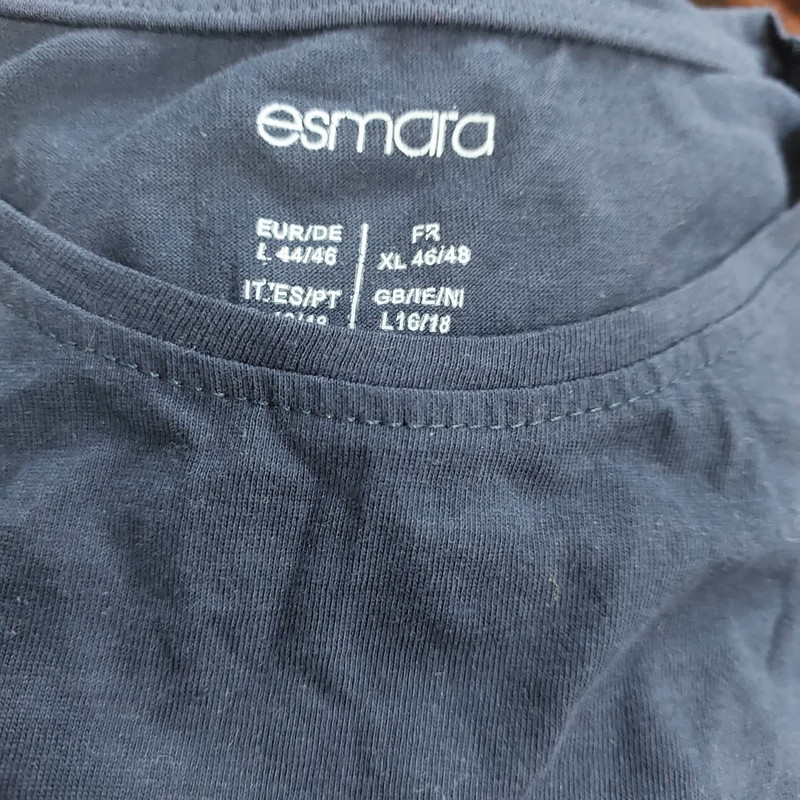 esmara
EUR/DE
L 44/46
FR
XL 46/48
IT/ES/PT
GB/IE/NI
L16/18